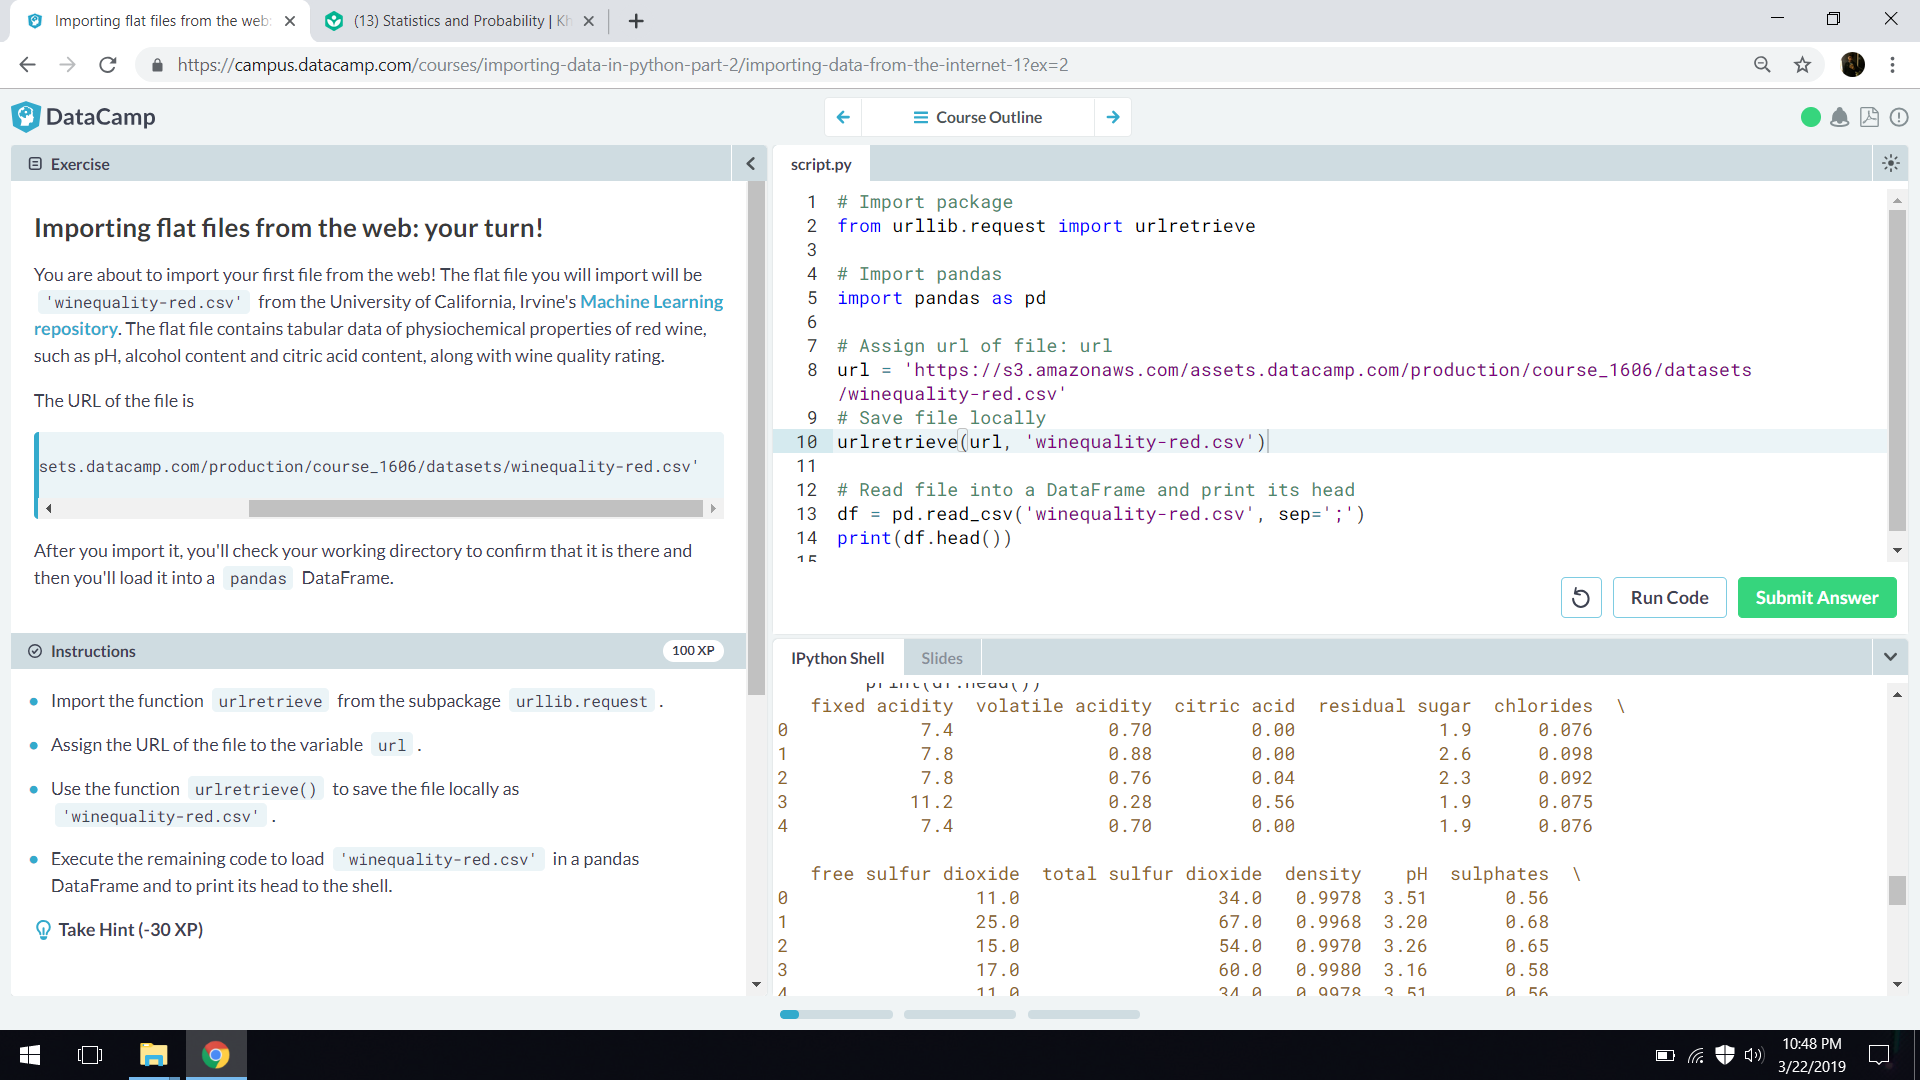 Importing flat files from the web:
(13) Statistics and Probability | Kh
https://campus.datacamp.com/courses/importing-data-in-python-part-2/importing-data-from-the-internet-1?ex=2
DataCamp
Course Outline
Exercise
Importing flat files from the web: your turn!
You are about to import your first file from the web! The flat file you will import will be
'winequality-red.csv' from the University of California, Irvine's Machine Learning
repository. The flat file contains tabular data of physiochemical properties of red wine,
such as pH, alcohol content and citric acid content, along with wine quality rating.
The URL of the file is
sets.datacamp.com/production/course_1606/datasets/winequality-red.csv'
After you import it, you'll check your working directory to confirm that it is there and
then you'll load it into a pandas DataFrame.
Instructions
100 XP
Import the function urlretrieve from the subpackage urllib.request .
Assign the URL of the file to the variable url .
Use the function urlretrieve() to save the file locally as
'winequality-red.csv' .
Execute the remaining code to load 'winequality-red.csv' in a pandas
DataFrame and to print its head to the shell.
Take Hint (-30 XP)
script.py
1 # Import package
2 from urllib.request import urlretrieve
3
4 # Import pandas
5 import pandas as pd
6
7 # Assign url of file: url
8 url = 'https://s3.amazonaws.com/assets.datacamp.com/production/course_1606/datasets
/winequality-red.csv'
9 # Save file locally
10 urlretrieve(url, 'winequality-red.csv')
11
12 # Read file into a DataFrame and print its head
13 df = pd.read_csv('winequality-red.csv', sep=';')
14 print(df.head())
15
Run Code
Submit Answer
IPython Shell
Slides
print(df.head())
fixed acidity volatile acidity citric acid residual sugar chlorides \
0 7.4 0.70 0.00 1.9 0.076
1 7.8 0.88 0.00 2.6 0.098
2 7.8 0.76 0.04 2.3 0.092
3 11.2 0.28 0.56 1.9 0.075
4 7.4 0.70 0.00 1.9 0.076
free sulfur dioxide total sulfur dioxide density pH sulphates \
0 11.0 34.0 0.9978 3.51 0.56
1 25.0 67.0 0.9968 3.20 0.68
2 15.0 54.0 0.9970 3.26 0.65
3 17.0 60.0 0.9980 3.16 0.58
4 11.0 34.0 0.9978 3.51 0.56
10:48 PM
3/22/2019